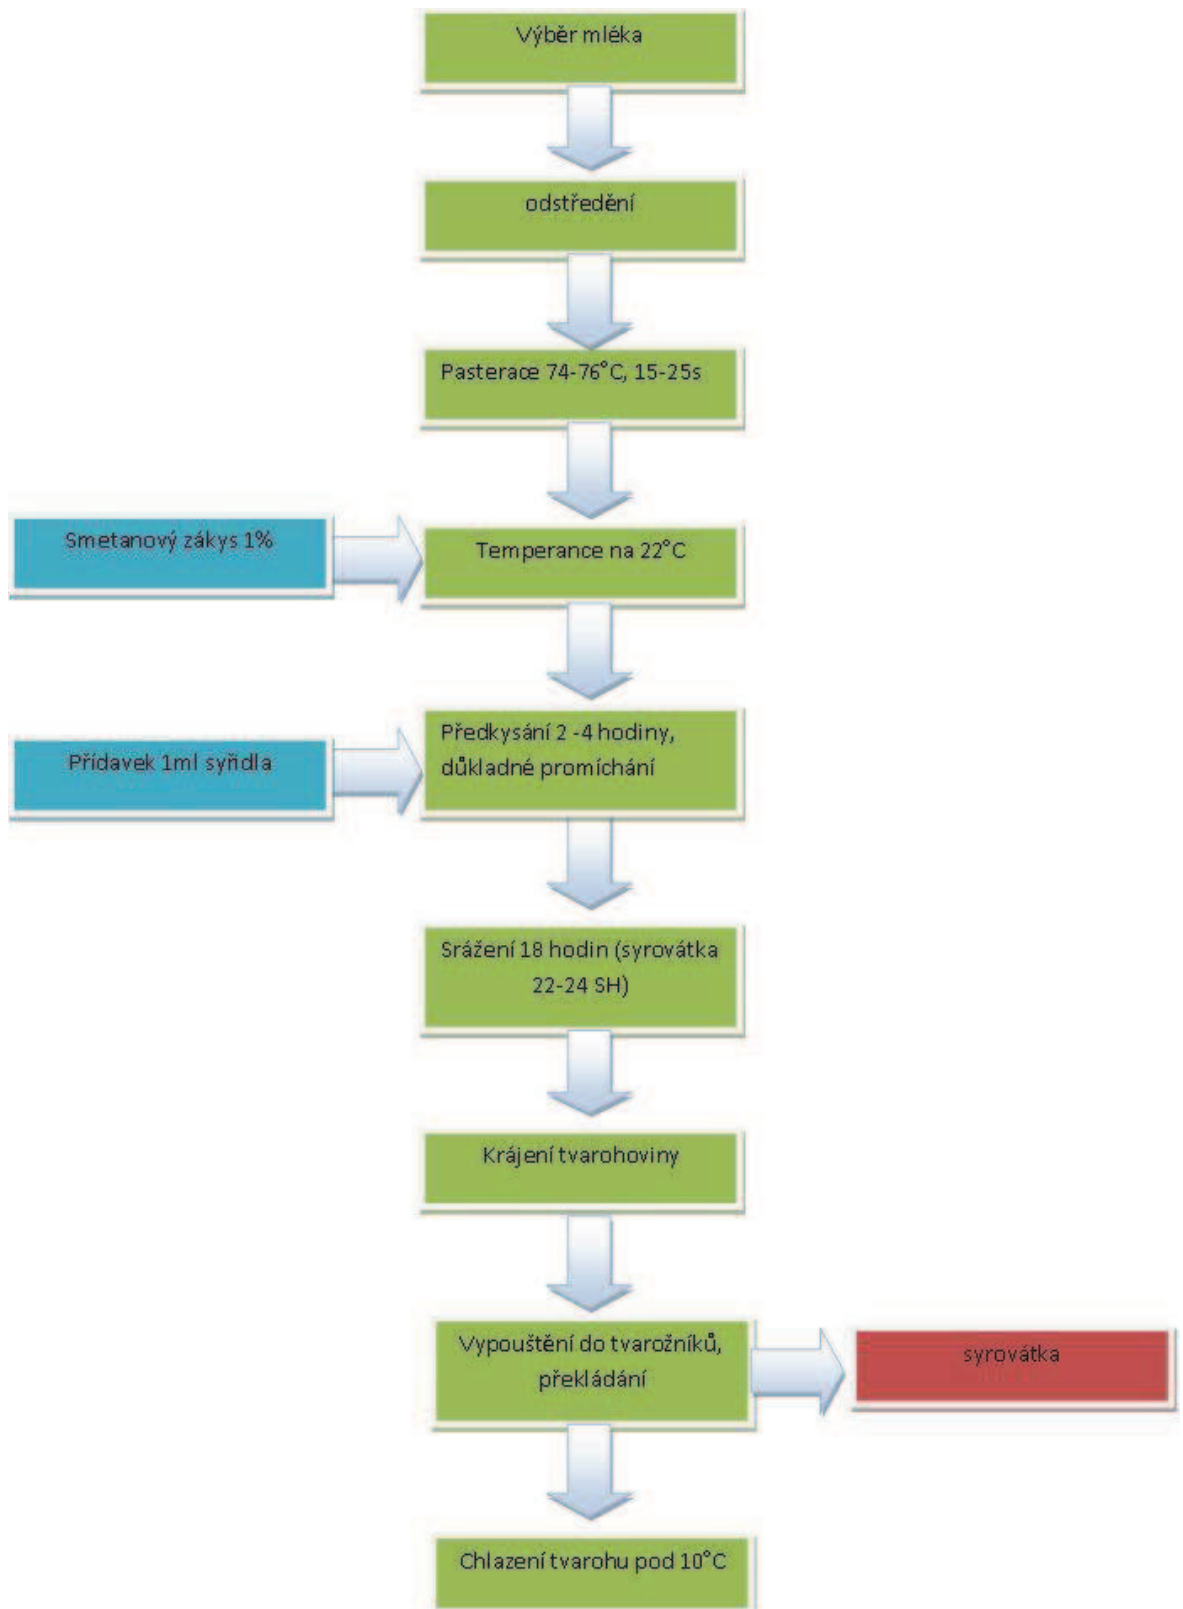 Výběr mléka
odstředění
Pasterace 74-76°C, 15-25s
Smetanový zákys 1%
Temperance na 22°C
Předkysání 2 -4 hodiny,
důkladné promíchání
Přídavek 1ml syřidla
Srážení 18 hodin (syrovátka
22-24 SH)
Krájení tvarohoviny
Vypouštění do tvarožníků,
překládání
syrovátka
Chlazení tvarohu pod 10°C